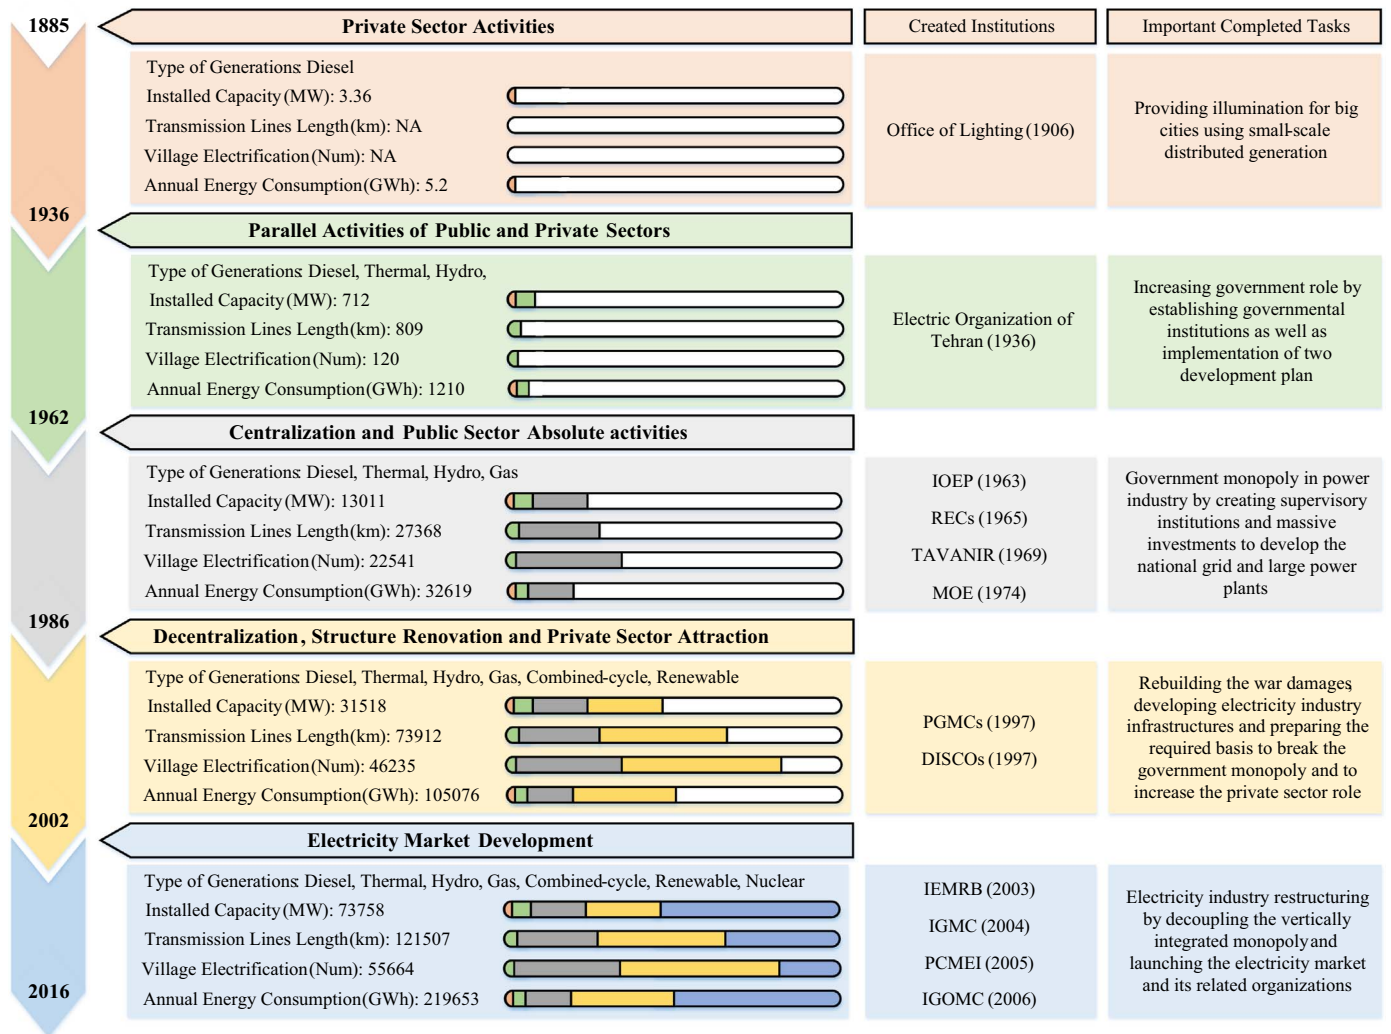 1885
Private Sector Activities
Created Institutions
Important Completed Tasks
Type of Generations: Diesel
Installed Capacity (MW): 3.36
Transmission Lines Length(km): NA
Village Electrification(Num): NA
Annual Energy Consumption(GWh): 5.2
Office of Lighting (1906)
Providing illumination for big
cities using small-scale
distributed generation
1936
Parallel Activities of Public and Private Sectors
Type of Generations: Diesel, Thermal, Hydro,
Installed Capacity (MW): 712
Transmission Lines Length(km): 809
Village Electrification(Num): 120
Annual Energy Consumption(GWh): 1210
Electric Organization of
Tehran (1936)
Increasing government role by
establishing governmental
institutions as well as
implementation of two
development plan
1962
Centralization and Public Sector Absolute activities
Type of Generations: Diesel, Thermal, Hydro, Gas
Installed Capacity (MW): 13011
Transmission Lines Length(km): 27368
Village Electrification(Num): 22541
Annual Energy Consumption(GWh): 32619
IOEP (1963)
RECs (1965)
TAVANIR (1969)
MOE (1974)
Government monopoly in power
industry by creating supervisory
institutions and massive
investments to develop the
national grid and large power
plants
1986
Decentralization, Structure Renovation and Private Sector Attraction
Type of Generations: Diesel, Thermal, Hydro, Gas, Combined-cycle, Renewable
Installed Capacity (MW): 31518
Transmission Lines Length(km): 73912
Village Electrification(Num): 46235
Annual Energy Consumption(GWh): 105076
PGMCs (1997)
DISCOs (1997)
Rebuilding the war damages,
developing electricity industry
infrastructures and preparing the
required basis to break the
government monopoly and to
increase the private sector role
2002
Electricity Market Development
Type of Generations: Diesel, Thermal, Hydro, Gas, Combined-cycle, Renewable, Nuclear
Installed Capacity (MW): 73758
Transmission Lines Length(km): 121507
Village Electrification(Num): 55664
Annual Energy Consumption(GWh): 219653
IEMRB (2003)
IGMC (2004)
PCMEI (2005)
IGOMC (2006)
Electricity industry restructuring
by decoupling the vertically
integrated monopoly and
launching the electricity market
and its related organizations
2016